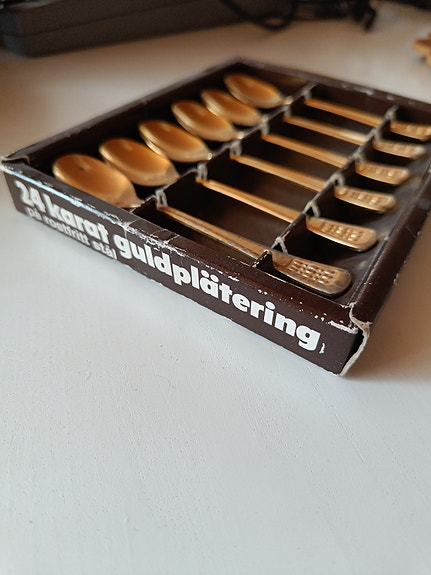 24 karat guldplätering
på rostfritt stål